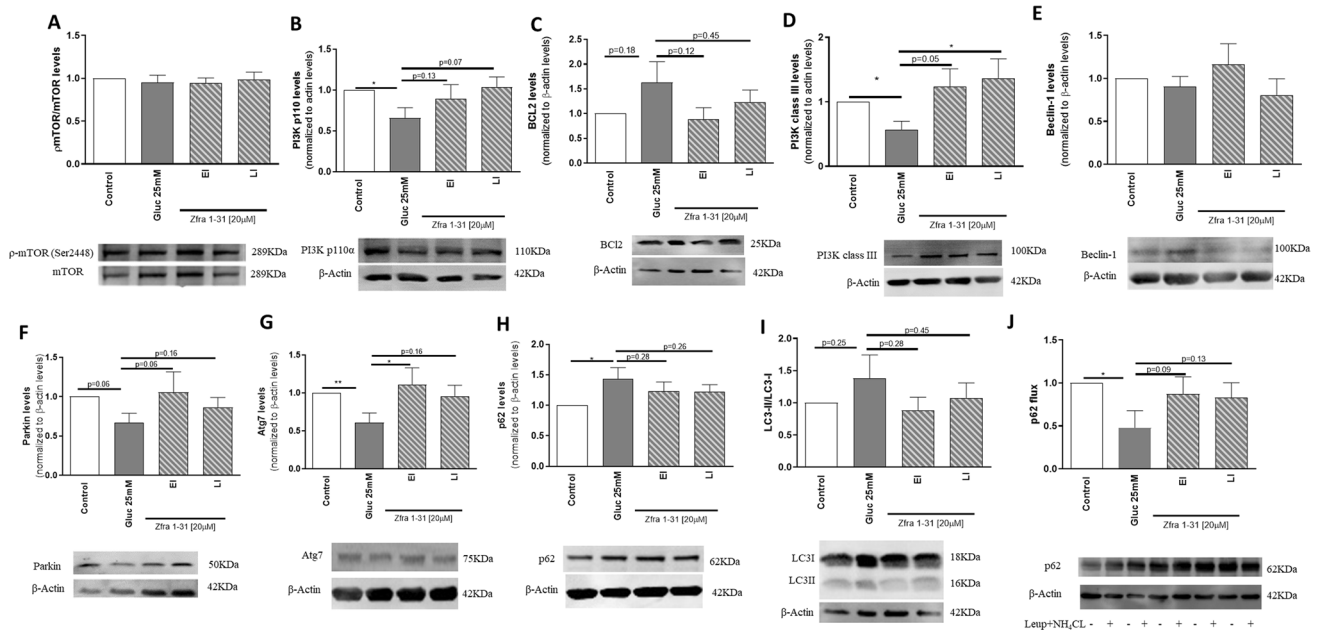 A
ρmTOR/mTOR levels
1.5
1.0
0.5
0.0
Control
Gluc 25mM
EI
LI
Zfra 1-31 [20μM]
ρ-mTOR (Ser2448)
289KDa
mTOR
289KDa
B
PI3K p110 levels
(normalized to actin levels)
1.5
1.0
0.5
0.0
*
p=0.13
p=0.07
Control
Gluc 25mM
EI
LI
Zfra 1-31 [20μM]
PI3K p110α
110KDa
β-Actin
42KDa
C
BCL2 levels
(normalized to β-actin levels)
2.5
2.0
1.5
1.0
0.5
0.0
p=0.45
p=0.18
p=0.12
Control
Gluc 25mM
EI
LI
Zfra 1-31 [20μM]
BCl2
25KDa
β-Actin
42KDa
D
PI3K class III levels
(normalized to β-actin levels)
2
1
0
*
p=0.05
*
Control
Gluc 25mM
EI
LI
Zfra 1-31 [20μM]
PI3K class III
100KDa
β-Actin
42KDa
E
Beclin-1 levels
(normalized to β-actin levels)
1.5
1.0
0.5
0.0
Control
Gluc 25mM
EI
LI
Zfra 1-31 [20μM]
Beclin-1
100KDa
β-Actin
42KDa
F
Parkin levels
(normalized to β-actin levels)
1.5
1.0
0.5
0.0
p=0.16
p=0.06
p=0.06
Control
Gluc 25mM
EI
LI
Zfra 1-31 [20μM]
Parkin
50KDa
β-Actin
42KDa
G
Atg7 levels
(normalized to β-actin levels)
1.5
1.0
0.5
0.0
p=0.16
*
**
Control
Gluc 25mM
EI
LI
Zfra 1-31 [20μM]
Atg7
75KDa
β-Actin
42KDa
H
p62 levels
(normalized to β-actin levels)
2.0
1.5
1.0
0.5
0.0
p=0.26
*
p=0.28
Control
Gluc 25mM
EI
LI
Zfra 1-31 [20μM]
p62
62KDa
β-Actin
42KDa
I
LC3-II/LC3-I
2.0
1.5
1.0
0.5
0.0
p=0.45
p=0.25
p=0.28
Control
Gluc 25mM
EI
LI
Zfra 1-31 [20μM]
LC3I
18KDa
LC3II
16KDa
β-Actin
42KDa
J
p62 flux
1.5
1.0
0.5
0.0
p=0.13
*
p=0.09
Control
Gluc 25mM
EI
LI
Zfra 1-31 [20μM]
p62
62KDa
β-Actin
42KDa
Leup+NH₄CL - + - + - + - +